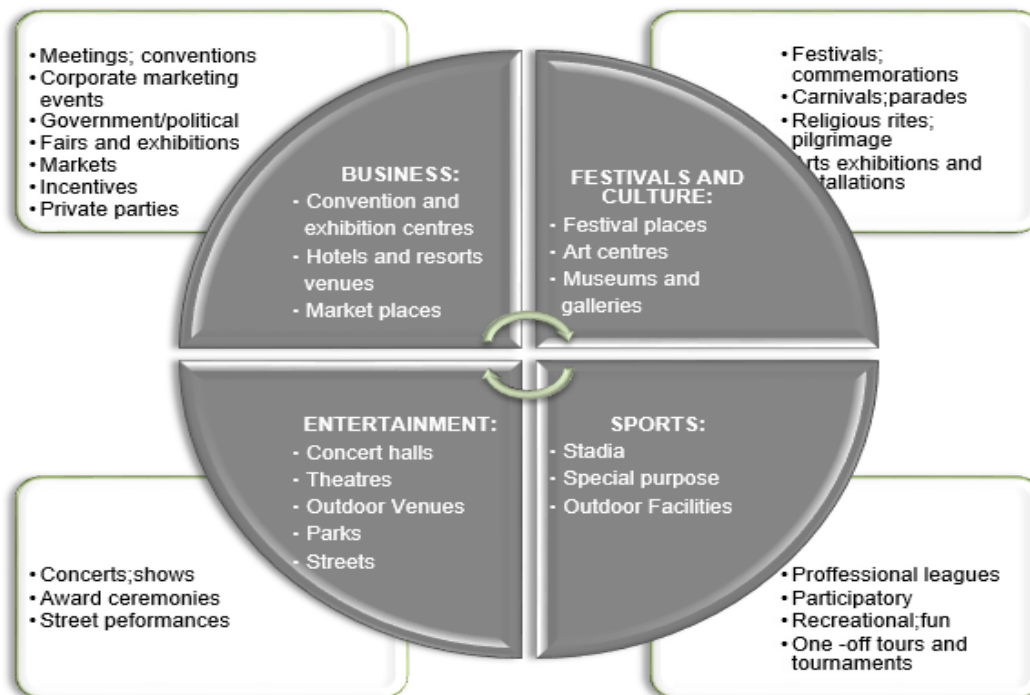 • Meetings; conventions
• Corporate marketing
events
• Government/political
• Fairs and exhibitions
• Markets
• Incentives
• Private parties
• Festivals;
commemorations
• Carnivals;parades
• Religious rites;
pilgrimage
Arts exhibitions and
tallations
BUSINESS:
- Convention and
exhibition centres
- Hotels and resorts
venues
- Market places
FESTIVALS AND
CULTURE:
- Festival places
- Art centres
- Museums and
galleries
ENTERTAINMENT:
- Concert halls
- Theatres
- Outdoor Venues
- Parks
- Streets
SPORTS:
- Stadia
- Special purpose
- Outdoor Facilities
• Concerts;shows
• Award ceremonies
• Street peformances
• Proffessional leagues
• Participatory
• Recreational;fun
• One -off tours and
tournaments